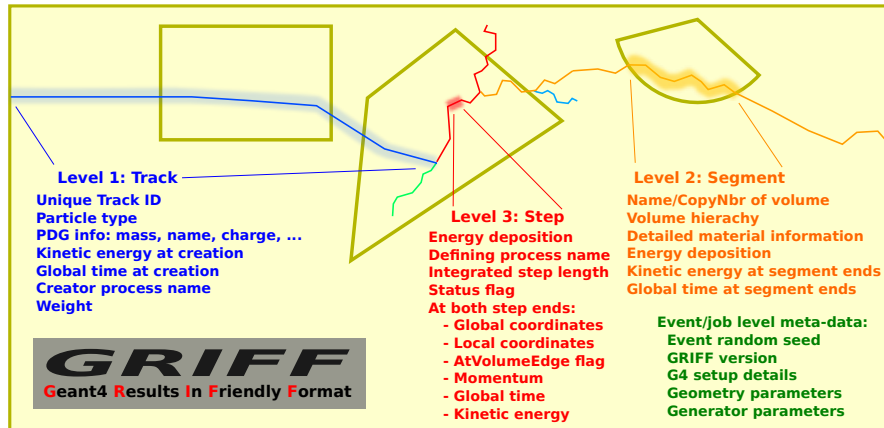 Level 1: Track
Unique Track ID
Particle type
PDG info: mass, name, charge, ...
Kinetic energy at creation
Global time at creation
Creator process name
Weight
Level 3: Step
Energy deposition
Defining process name
Integrated step length
Status flag
At both step ends:
- Global coordinates
- Local coordinates
- AtVolumeEdge flag
- Momentum
- Global time
- Kinetic energy
Level 2: Segment
Name/CopyNbr of volume
Volume hierachy
Detailed material information
Energy deposition
Kinetic energy at segment ends
Global time at segment ends
Event/job level meta-data:
Event random seed
GRIFF version
G4 setup details
Geometry parameters
Generator parameters
GRIFF
Geant4 Results In Friendly Format